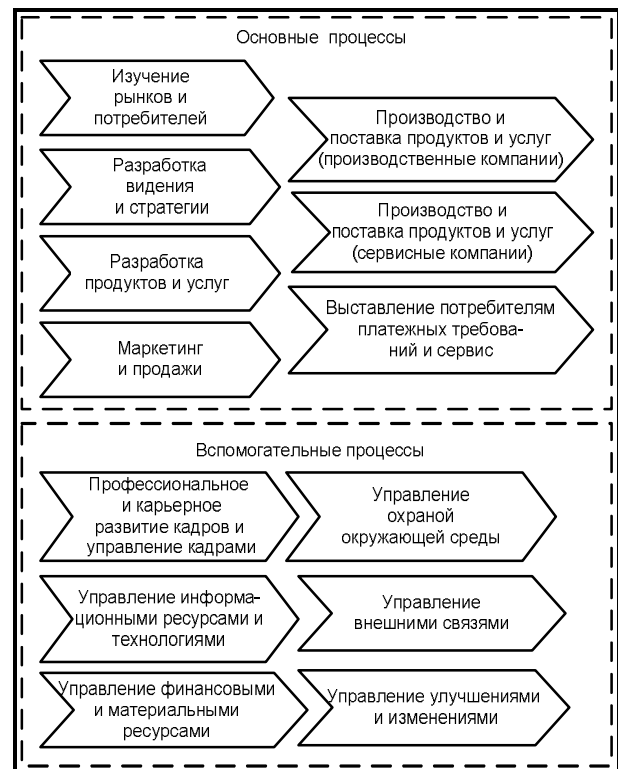 Основные процессы
Изучение
рынков и
потребителей
Разработка
видения
и стратегии
Разработка
продуктов и услуг
Маркетинг
и продажи
Производство и
поставка продуктов и услуг
(производственные компании)
Производство и
поставка продуктов и услуг
(сервисные компании)
Выставление потребителям
платежных требова-
ний и сервис
Вспомогательные процессы
Профессиональное
и карьерное
развитие кадров и
управление кадрами
Управление
охраной
окружающей среды
Управление информа-
ционными ресурсами и
технологиями
Управление
внешними связями
Управление финансовыми
и материальными
ресурсами
Управление улучшениями
и изменениями